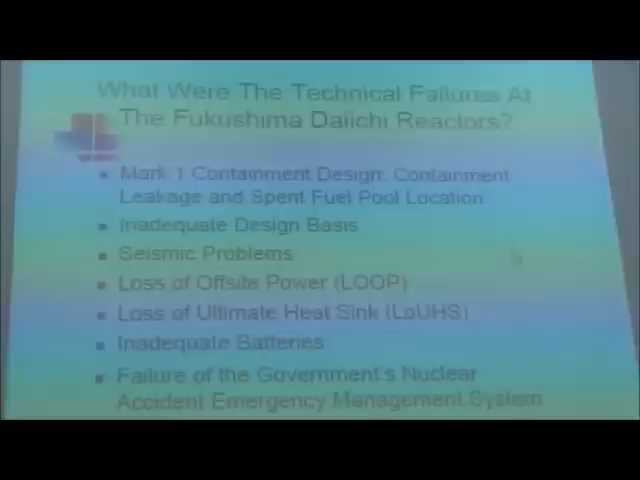 What Were The Technical Failures At
The Fukushima Daiichi Reactors?
Mark 1 Containment Design: Containment
Leakage and Spent Fuel Pool Location
Inadequate Design Basis
Seismic Problems
Loss of Offsite Power (LOOP)
Loss of Ultimate Heat Sink (LoUHS)
Inadequate Batteries
Failure of the Government's Nuclear
Accident Emergency Management System